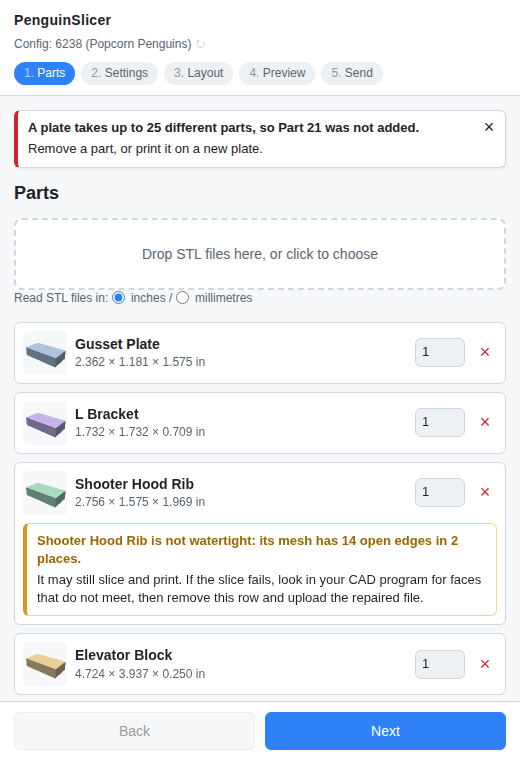 PenguinSlicer
Config: 6238 (Popcorn Penguins)
1. Parts 2. Settings 3. Layout 4. Preview 5. Send
A plate takes up to 25 different parts, so Part 21 was not added. ×
Remove a part, or print it on a new plate.
Parts
Drop STL files here, or click to choose
Read STL files in: inches / millimetres
Gusset Plate
2.362 × 1.181 × 1.575 in
1 ×
L Bracket
1.732 × 1.732 × 0.709 in
1 ×
Shooter Hood Rib
2.756 × 1.575 × 1.969 in
1 ×
Shooter Hood Rib is not watertight: its mesh has 14 open edges in 2
places.
It may still slice and print. If the slice fails, look in your CAD program for faces
that do not meet, then remove this row and upload the repaired file.
Elevator Block
4.724 × 3.937 × 0.250 in
1 ×
Back Next